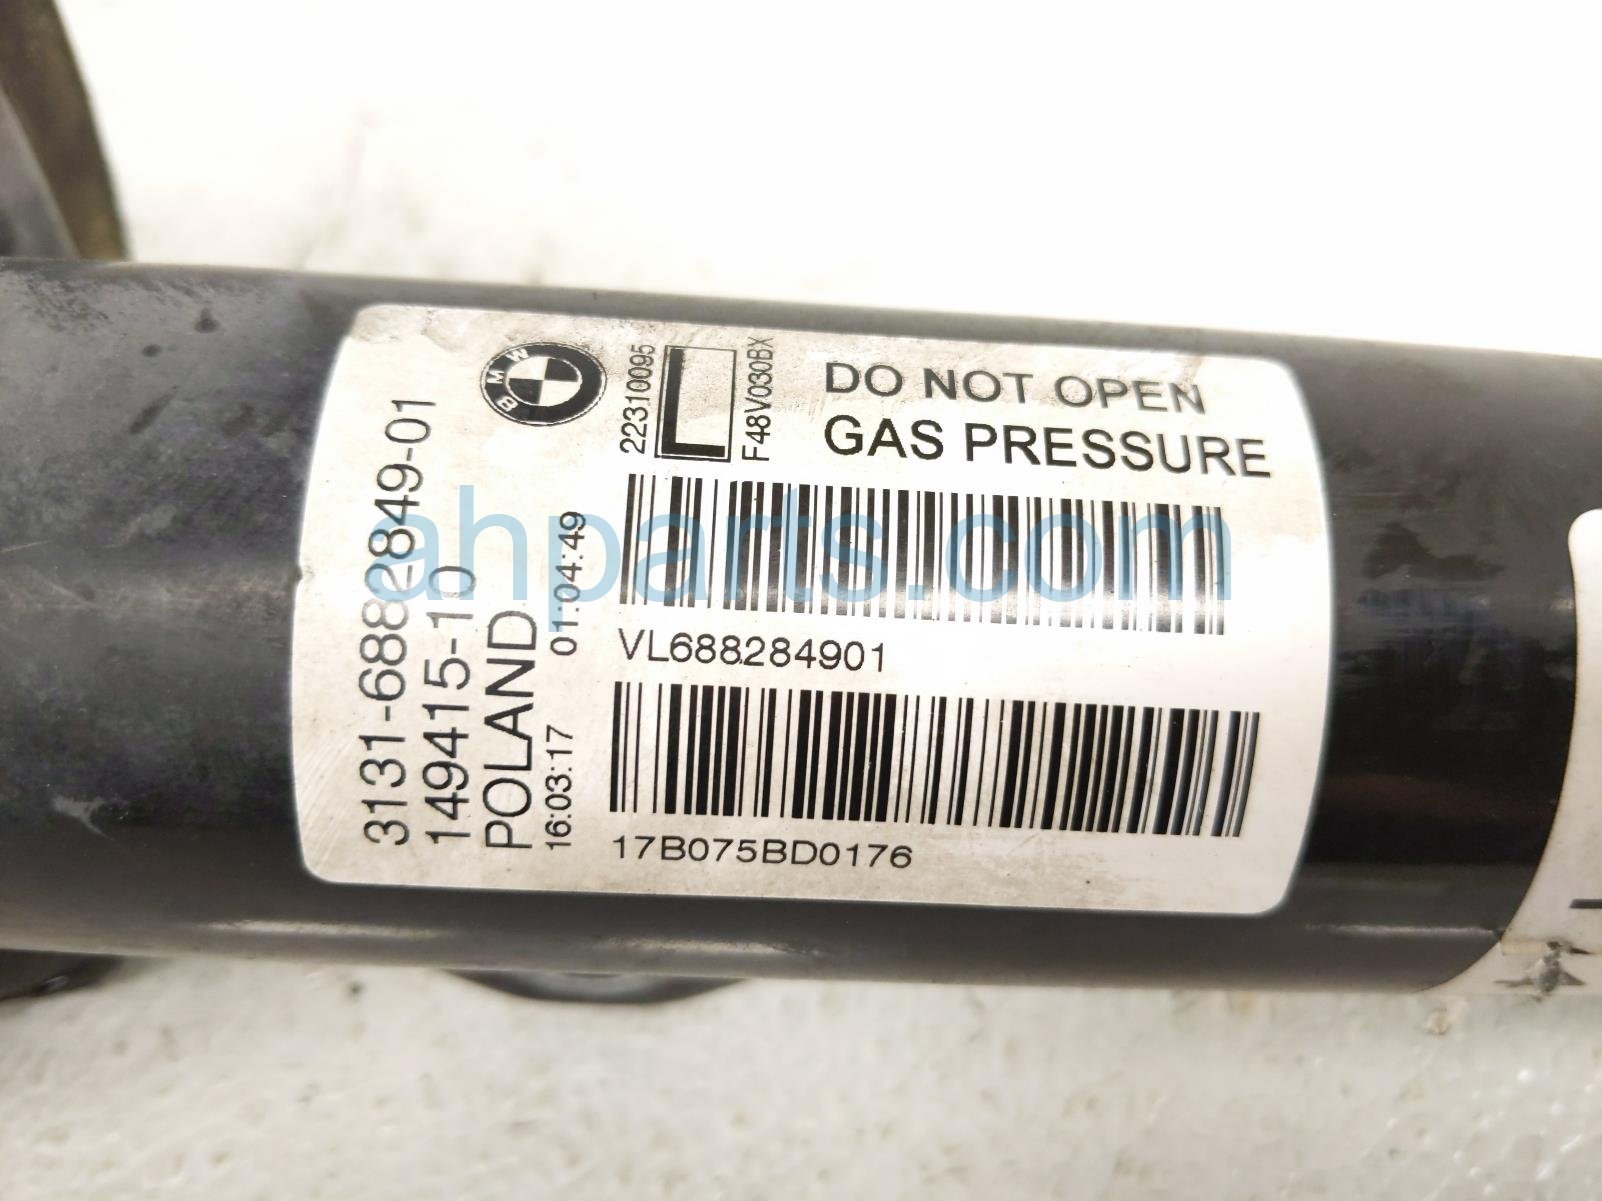 BMW
3131-6882849-01
149415-10
POLAND
16:03:17 01:04:49
22310095
L
F48V030BX
DO NOT OPEN
GAS PRESSURE
VL688284901
17B075BD0176
ahparts.com